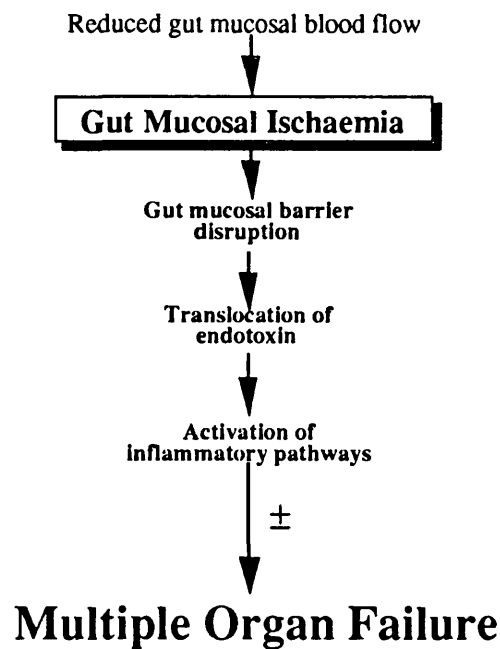 Reduced gut mucosal blood flow
Gut Mucosal Ischaemia
Gut mucosal barrier
disruption
Translocation of
endotoxin
Activation of
inflammatory pathways
±
Multiple Organ Failure